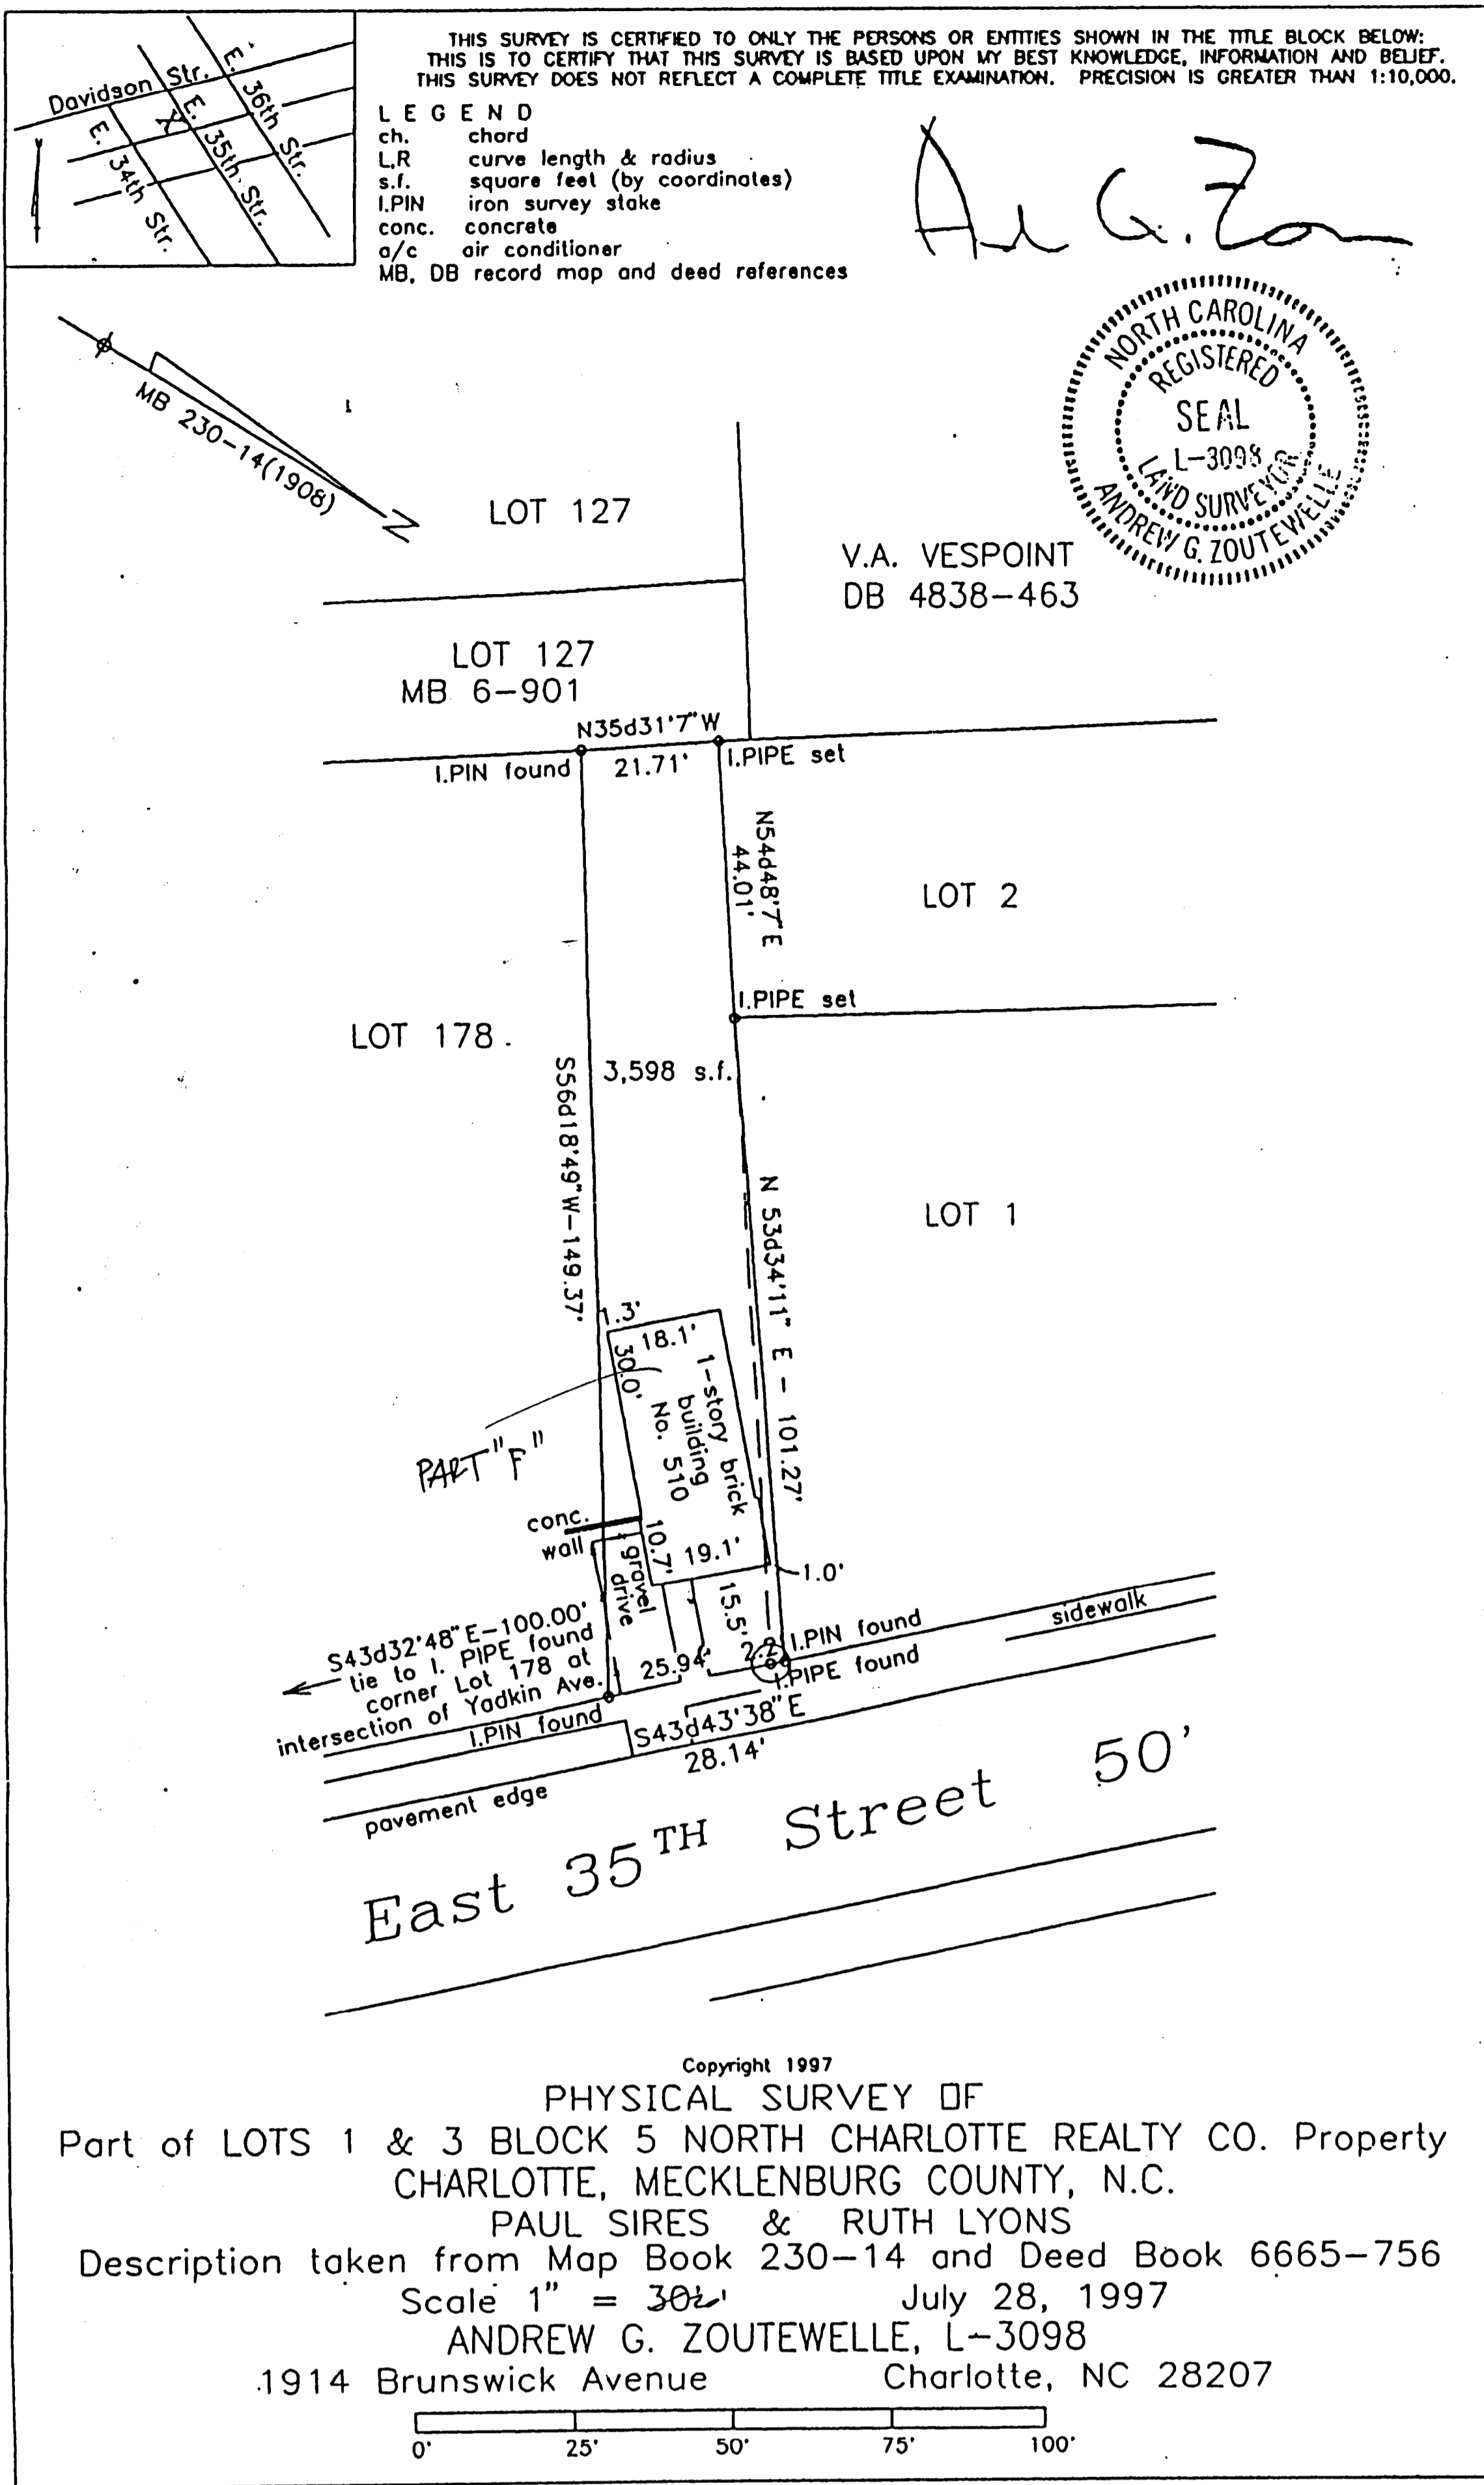 THIS SURVEY IS CERTIFIED TO ONLY THE PERSONS OR ENTITIES SHOWN IN THE TITLE BLOCK BELOW:
THIS IS TO CERTIFY THAT THIS SURVEY IS BASED UPON MY BEST KNOWLEDGE, INFORMATION AND BELIEF.
THIS SURVEY DOES NOT REFLECT A COMPLETE TITLE EXAMINATION. PRECISION IS GREATER THAN 1:10,000.
Davidson Str.
E. 36th Str.
E. 35th Str.
E. 34th Str.
X
LEGEND
ch. chord
L,R curve length & radius
s.f. square feet (by coordinates)
I.PIN iron survey stake
conc. concrete
a/c air conditioner
MB, DB record map and deed references
NORTH CAROLINA
REGISTERED
SEAL
L-3098
LAND SURVEYOR
ANDREW G. ZOUTEWELLE
MB 230-14(1908)
N
LOT 127
V.A. VESPOINT
DB 4838-463
LOT 127
MB 6-901
N35d31'7"W
I.PIN found
21.71'
I.PIPE set
N54d48'7"E
44.01'
LOT 2
I.PIPE set
LOT 178
3,598 s.f.
S56d18'49"W-149.37'
N 53d34'11" E - 101.27'
LOT 1
1.3'
18.1'
30.0'
1-story brick
building
No. 510
PART "F"
conc.
wall
10.7'
19.1'
gravel
drive
15.5'
1.0'
S43d32'48"E-100.00'
tie to I. PIPE found
corner Lot 178 at
intersection of Yadkin Ave.
25.94'
2.2
I.PIN found
sidewalk
I.PIPE found
I.PIN found
S43d43'38"E
28.14'
pavement edge
East 35TH Street 50'
Copyright 1997
PHYSICAL SURVEY OF
Part of LOTS 1 & 3 BLOCK 5 NORTH CHARLOTTE REALTY CO. Property
CHARLOTTE, MECKLENBURG COUNTY, N.C.
PAUL SIRES & RUTH LYONS
Description taken from Map Book 230-14 and Deed Book 6665-756
Scale 1" = July 28, 1997
ANDREW G. ZOUTEWELLE, L-3098
1914 Brunswick Avenue Charlotte, NC 28207
0' 25' 50' 75' 100'